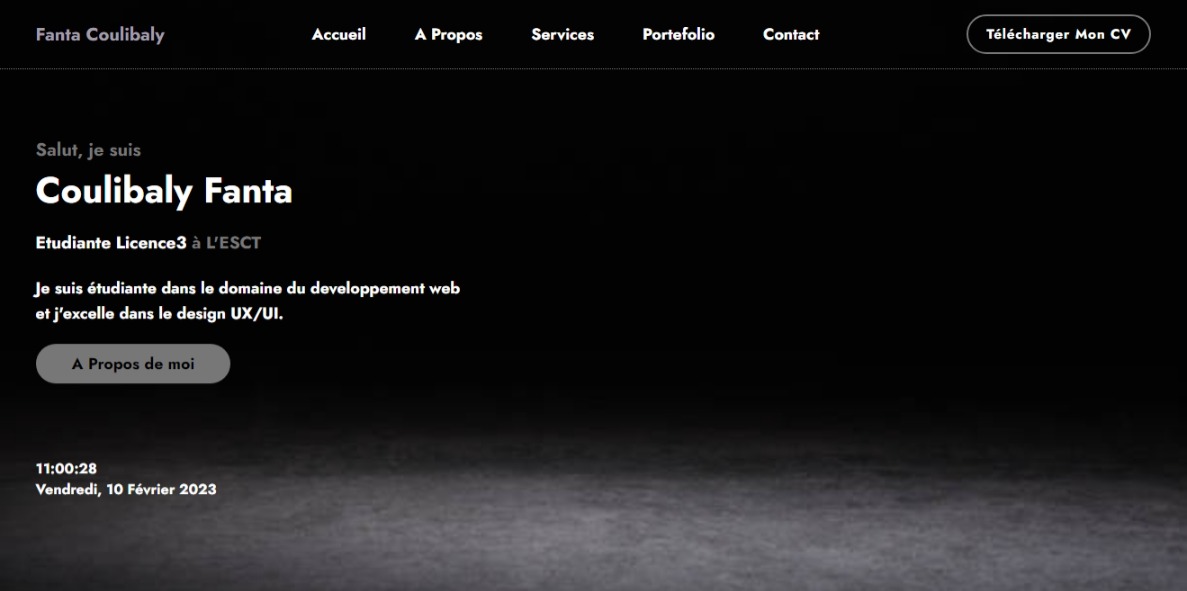 Fanta Coulibaly
Accueil
A Propos
Services
Portefolio
Contact
Télécharger Mon CV
Salut, je suis
Coulibaly Fanta
Etudiante Licence3 à L'ESCT
Je suis étudiante dans le domaine du developpement web
et j'excelle dans le design UX/UI.
A Propos de moi
11:00:28
Vendredi, 10 Février 2023